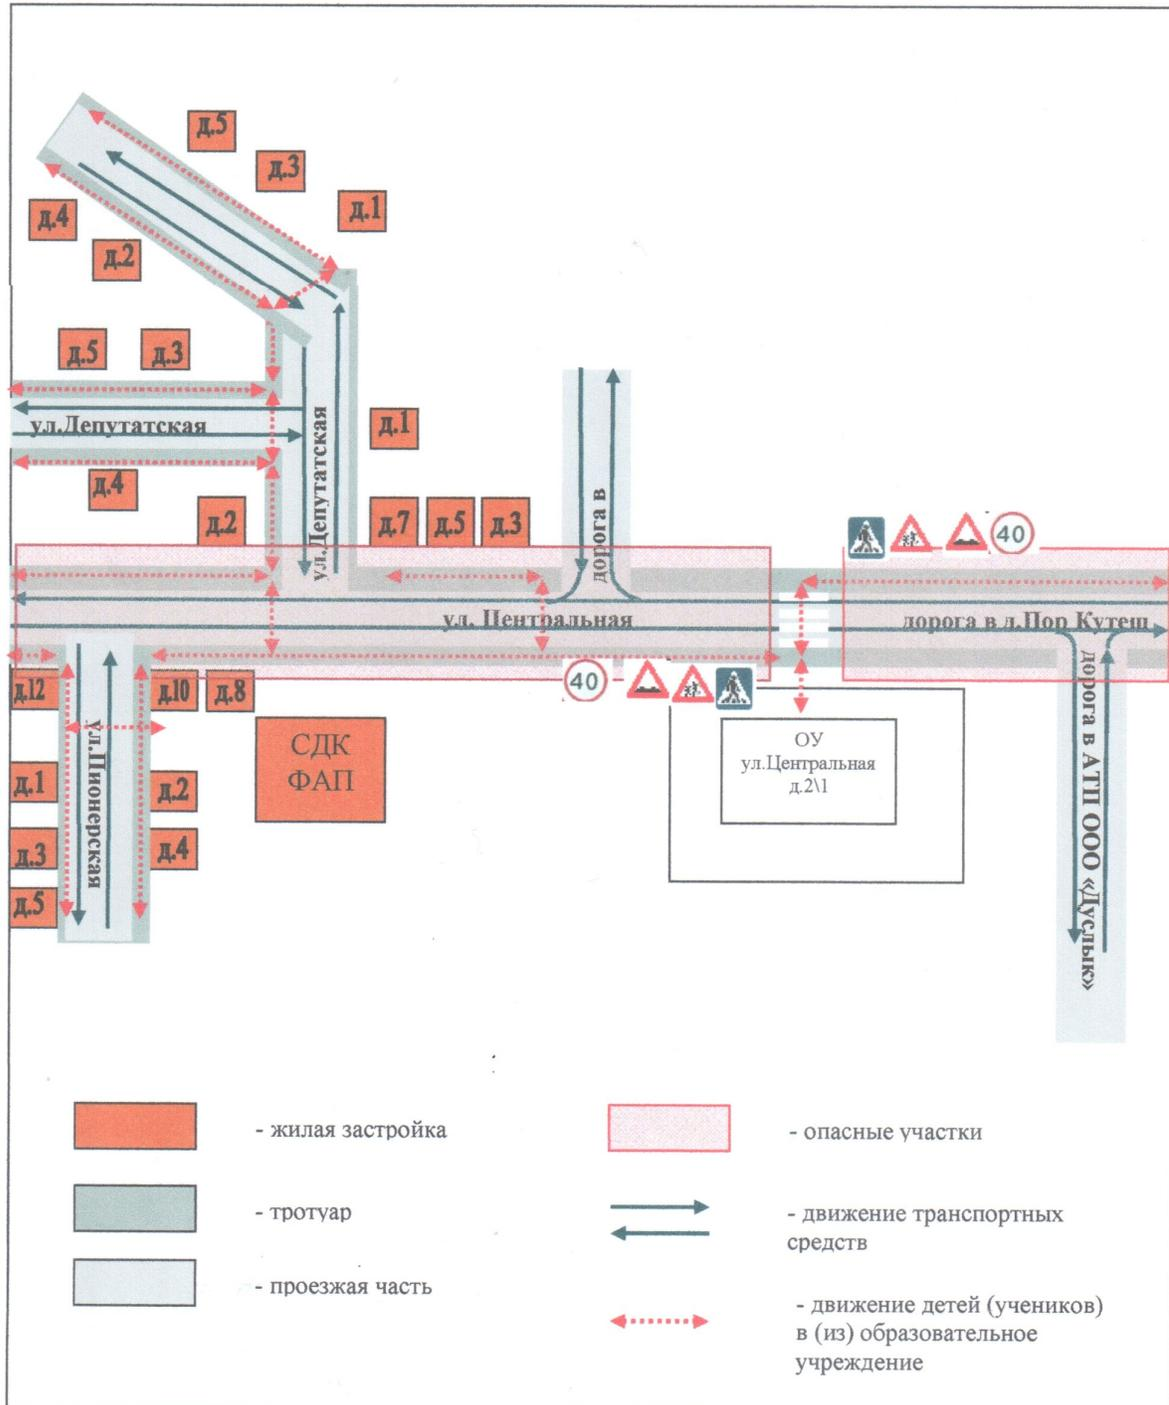 д.5
д.3
д.1
д.4
д.2
д.5
д.3
ул.Депутатская
д.4
д.2
ул.Депутатская
д.1
д.7
д.5
д.3
дорога в
40
ул. Центральная
дорога в д.Пор Кутеш
д.12
д.10
д.8
40
ул.Пионерская
д.1
д.3
д.5
д.2
д.4
СДК
ФАП
ОУ
ул.Центральная
д.2\1
дорога в АТП ООО «Дуслык»
- жилая застройка
- тротуар
- проезжая часть
- опасные участки
- движение транспортных
средств
- движение детей (учеников)
в (из) образовательное
учреждение